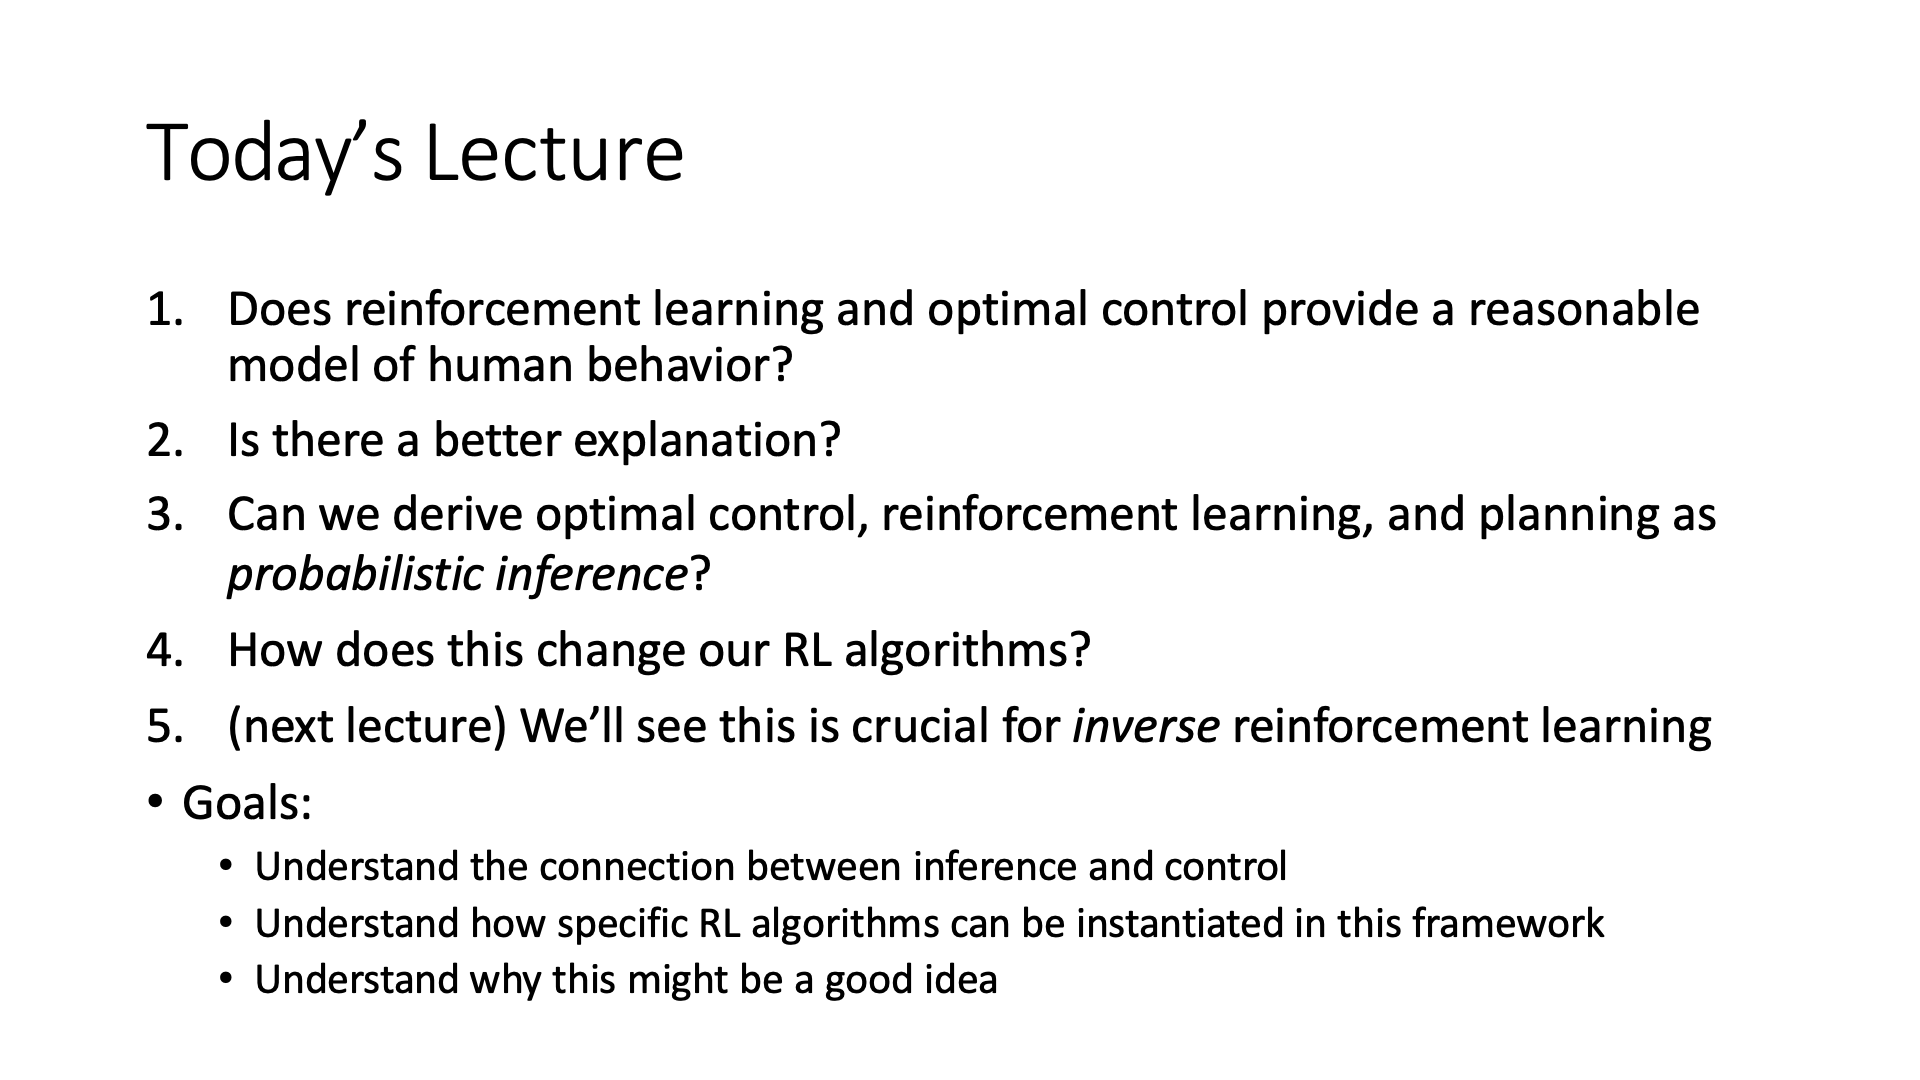 Today’s Lecture
1. Does reinforcement learning and optimal control provide a reasonable
model of human behavior?
2. Is there a better explanation?
3. Can we derive optimal control, reinforcement learning, and planning as
probabilistic inference?
4. How does this change our RL algorithms?
5. (next lecture) We’ll see this is crucial for inverse reinforcement learning
• Goals:
• Understand the connection between inference and control
• Understand how specific RL algorithms can be instantiated in this framework
• Understand why this might be a good idea